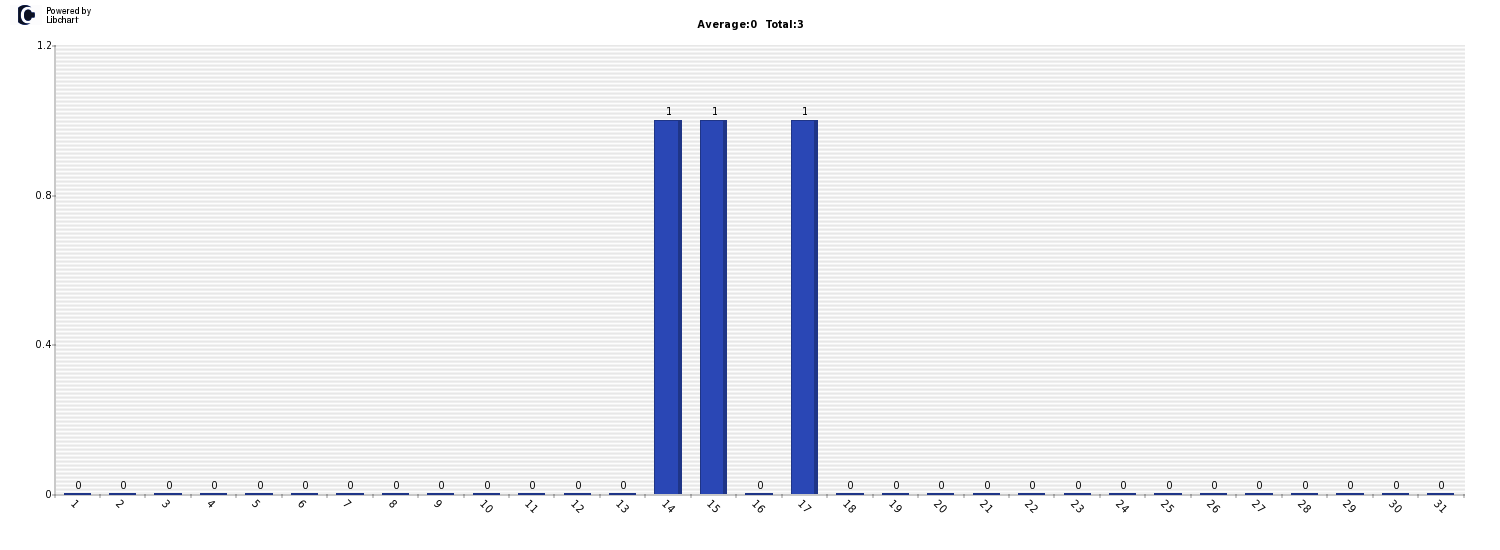 Powered by
Libchart
Average:0 Total:3
1.2
0.8
0.4
0
0 0 0 0 0 0 0 0 0 0 0 0 0 1 1 0 1 0 0 0 0 0 0 0 0 0 0 0 0 0 0
1 2 3 4 5 6 7 8 9 10 11 12 13 14 15 16 17 18 19 20 21 22 23 24 25 26 27 28 29 30 31